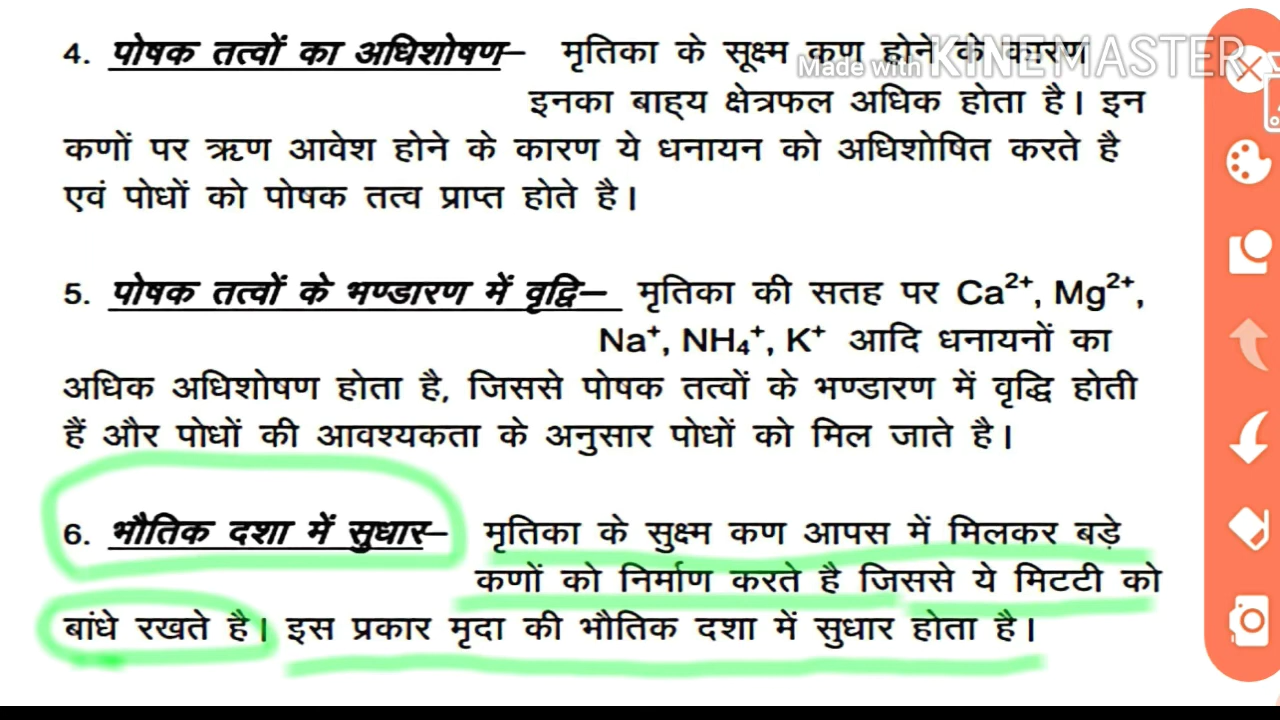 4. पोषक तत्वों का अधिशोषण– मृतिका के सूक्ष्म कण होने के कारण
Made with KINEMASTER
इनका बाह्य क्षेत्रफल अधिक होता है। इन
कणों पर ऋण आवेश होने के कारण ये धनायन को अधिशोषित करते है
एवं पोधों को पोषक तत्व प्राप्त होते है।
5. पोषक तत्वों के भण्डारण में वृद्वि– मृतिका की सतह पर Ca²⁺, Mg²⁺,
Na⁺, NH₄⁺, K⁺ आदि धनायनों का
अधिक अधिशोषण होता है, जिससे पोषक तत्वों के भण्डारण में वृद्धि होती
हैं और पोधों की आवश्यकता के अनुसार पोधों को मिल जाते है।
6. भौतिक दशा में सुधार– मृतिका के सुक्ष्म कण आपस में मिलकर बड़े
कणों को निर्माण करते है जिससे ये मिटटी को
बांधे रखते है। इस प्रकार मृदा की भौतिक दशा में सुधार होता है।